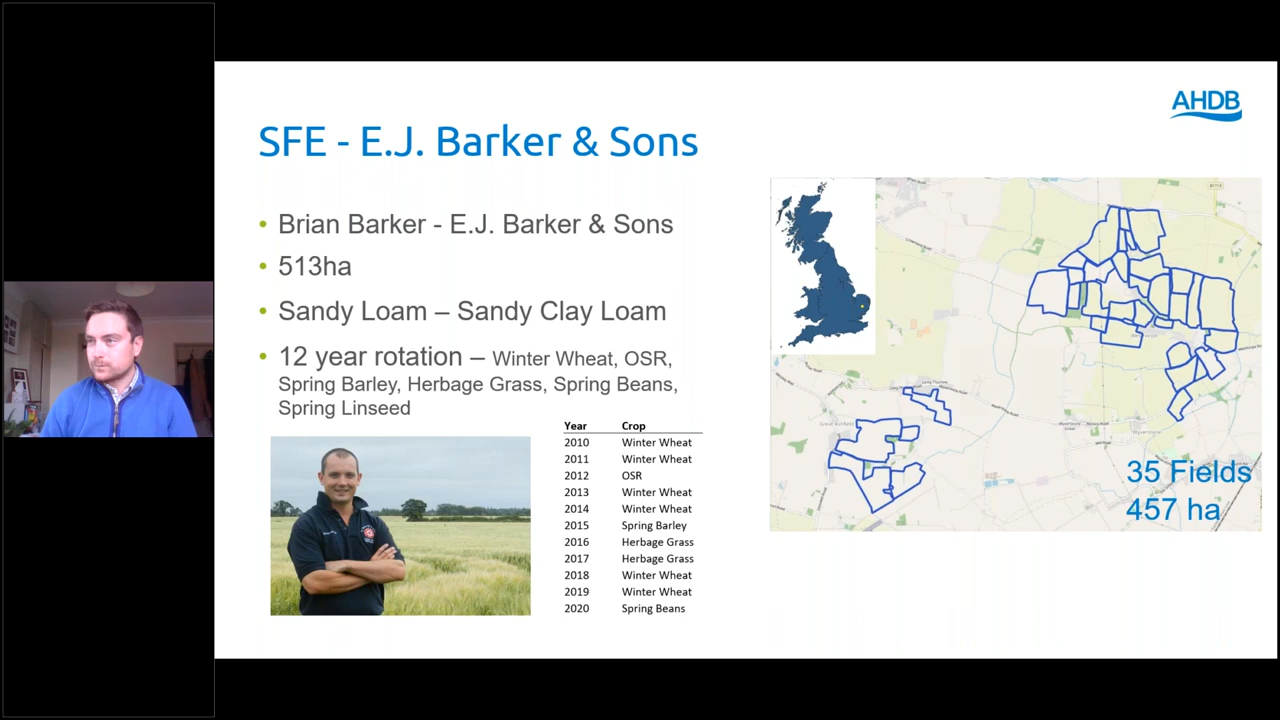 AHDB
SFE - E.J. Barker & Sons
• Brian Barker - E.J. Barker & Sons
• 513ha
• Sandy Loam – Sandy Clay Loam
• 12 year rotation – Winter Wheat, OSR,
Spring Barley, Herbage Grass, Spring Beans,
Spring Linseed
Year Crop
2010 Winter Wheat
2011 Winter Wheat
2012 OSR
2013 Winter Wheat
2014 Winter Wheat
2015 Spring Barley
2016 Herbage Grass
2017 Herbage Grass
2018 Winter Wheat
2019 Winter Wheat
2020 Spring Beans
35 Fields
457 ha